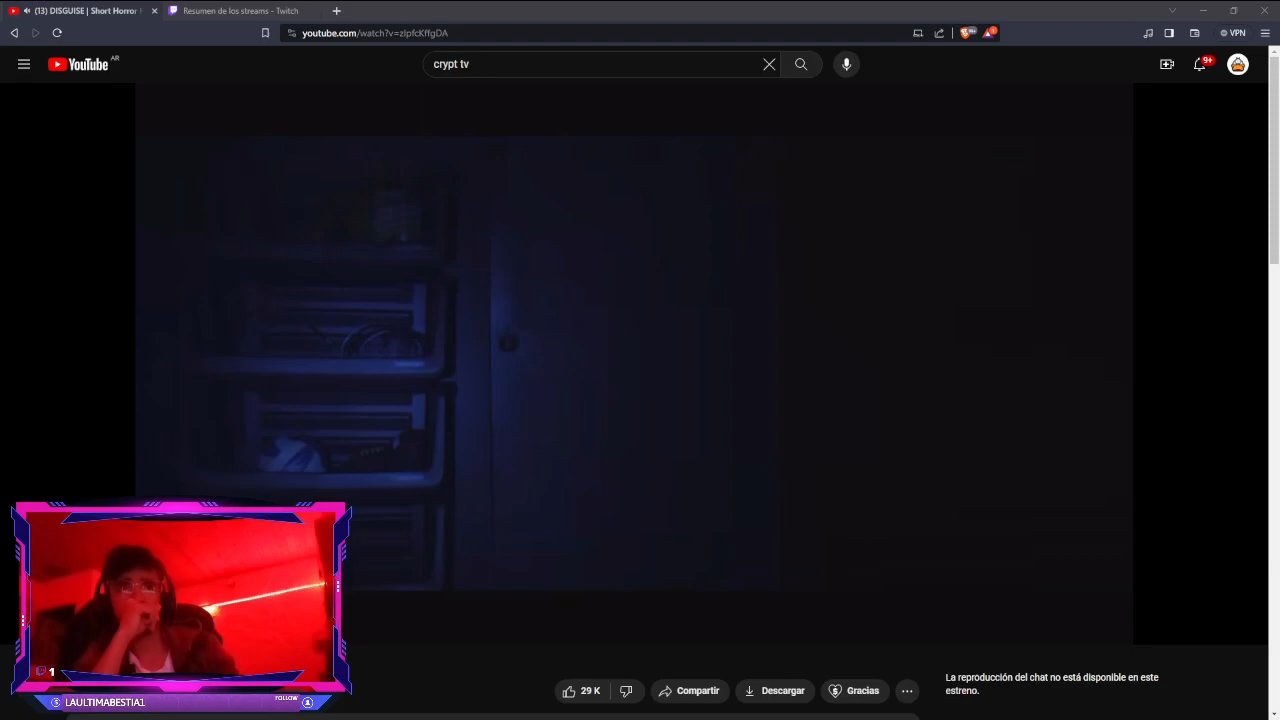 (13) DISGUISE | Short Horror F
Resumen de los streams - Twitch
youtube.com/watch?v=zIpfcKffgDA
VPN
YouTube AR
crypt tv
9+
29 K
Compartir
Descargar
Gracias
La reproducción del chat no está disponible en este
estreno.
1
LAULTIMABESTIA1
FOLLOW